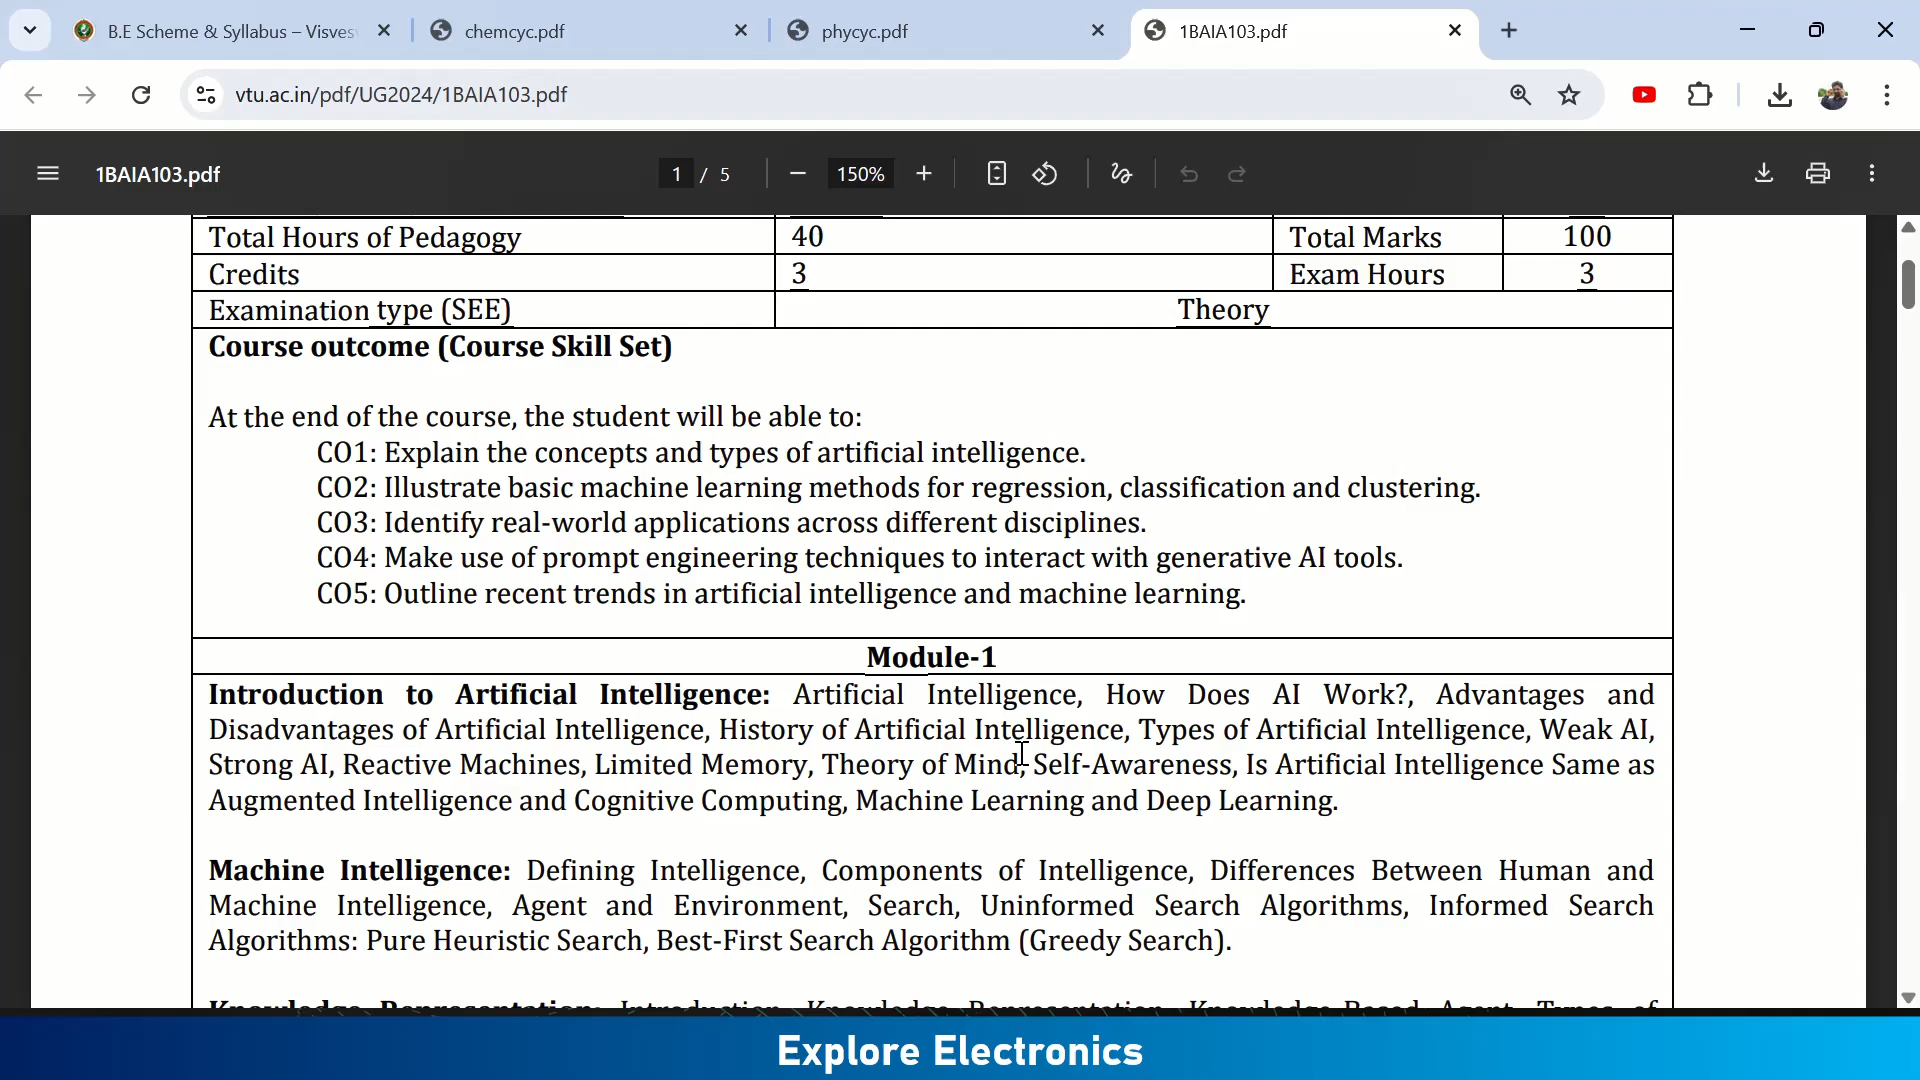 B.E Scheme & Syllabus – Visves
chemcyc.pdf
phycyc.pdf
1BAIA103.pdf
vtu.ac.in/pdf/UG2024/1BAIA103.pdf
1BAIA103.pdf
1 / 5
150%
Total Hours of Pedagogy 40 Total Marks 100
Credits 3 Exam Hours 3
Examination type (SEE) Theory
Course outcome (Course Skill Set)
At the end of the course, the student will be able to:
CO1: Explain the concepts and types of artificial intelligence.
CO2: Illustrate basic machine learning methods for regression, classification and clustering.
CO3: Identify real-world applications across different disciplines.
CO4: Make use of prompt engineering techniques to interact with generative AI tools.
CO5: Outline recent trends in artificial intelligence and machine learning.
Module-1
Introduction to Artificial Intelligence: Artificial Intelligence, How Does AI Work?, Advantages and
Disadvantages of Artificial Intelligence, History of Artificial Intelligence, Types of Artificial Intelligence, Weak AI,
Strong AI, Reactive Machines, Limited Memory, Theory of Mind, Self-Awareness, Is Artificial Intelligence Same as
Augmented Intelligence and Cognitive Computing, Machine Learning and Deep Learning.
Machine Intelligence: Defining Intelligence, Components of Intelligence, Differences Between Human and
Machine Intelligence, Agent and Environment, Search, Uninformed Search Algorithms, Informed Search
Algorithms: Pure Heuristic Search, Best-First Search Algorithm (Greedy Search).
Knowledge Representation: Introduction, Knowledge Representation, Knowledge-Based Agent, Types of
Explore Electronics